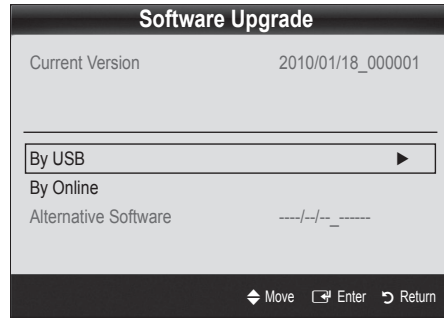 Software Upgrade
Current Version 2010/01/18_000001
By USB ▶
By Online
Alternative Software ----/--/--_------
Move Enter Return